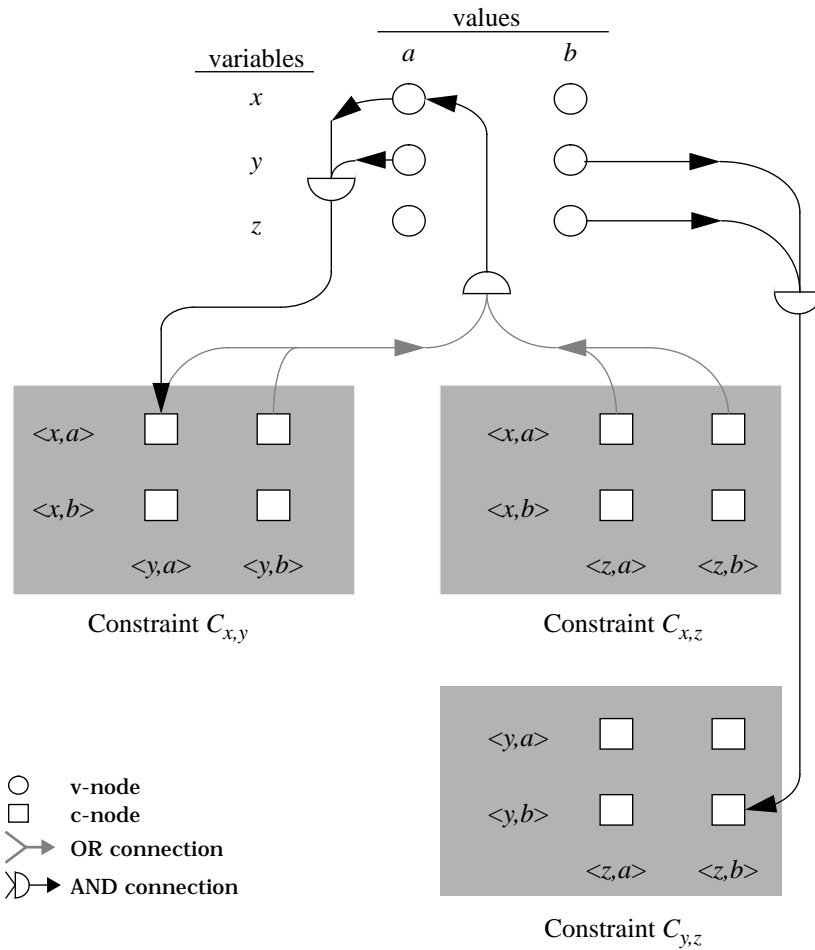 values
variables a b
x
y
z
<x,a>
<x,b>
<y,a> <y,b>
Constraint C_{x,y}
<x,a>
<x,b>
<z,a> <z,b>
Constraint C_{x,z}
<y,a>
<y,b>
<z,a> <z,b>
Constraint C_{y,z}
v-node
c-node
OR connection
AND connection